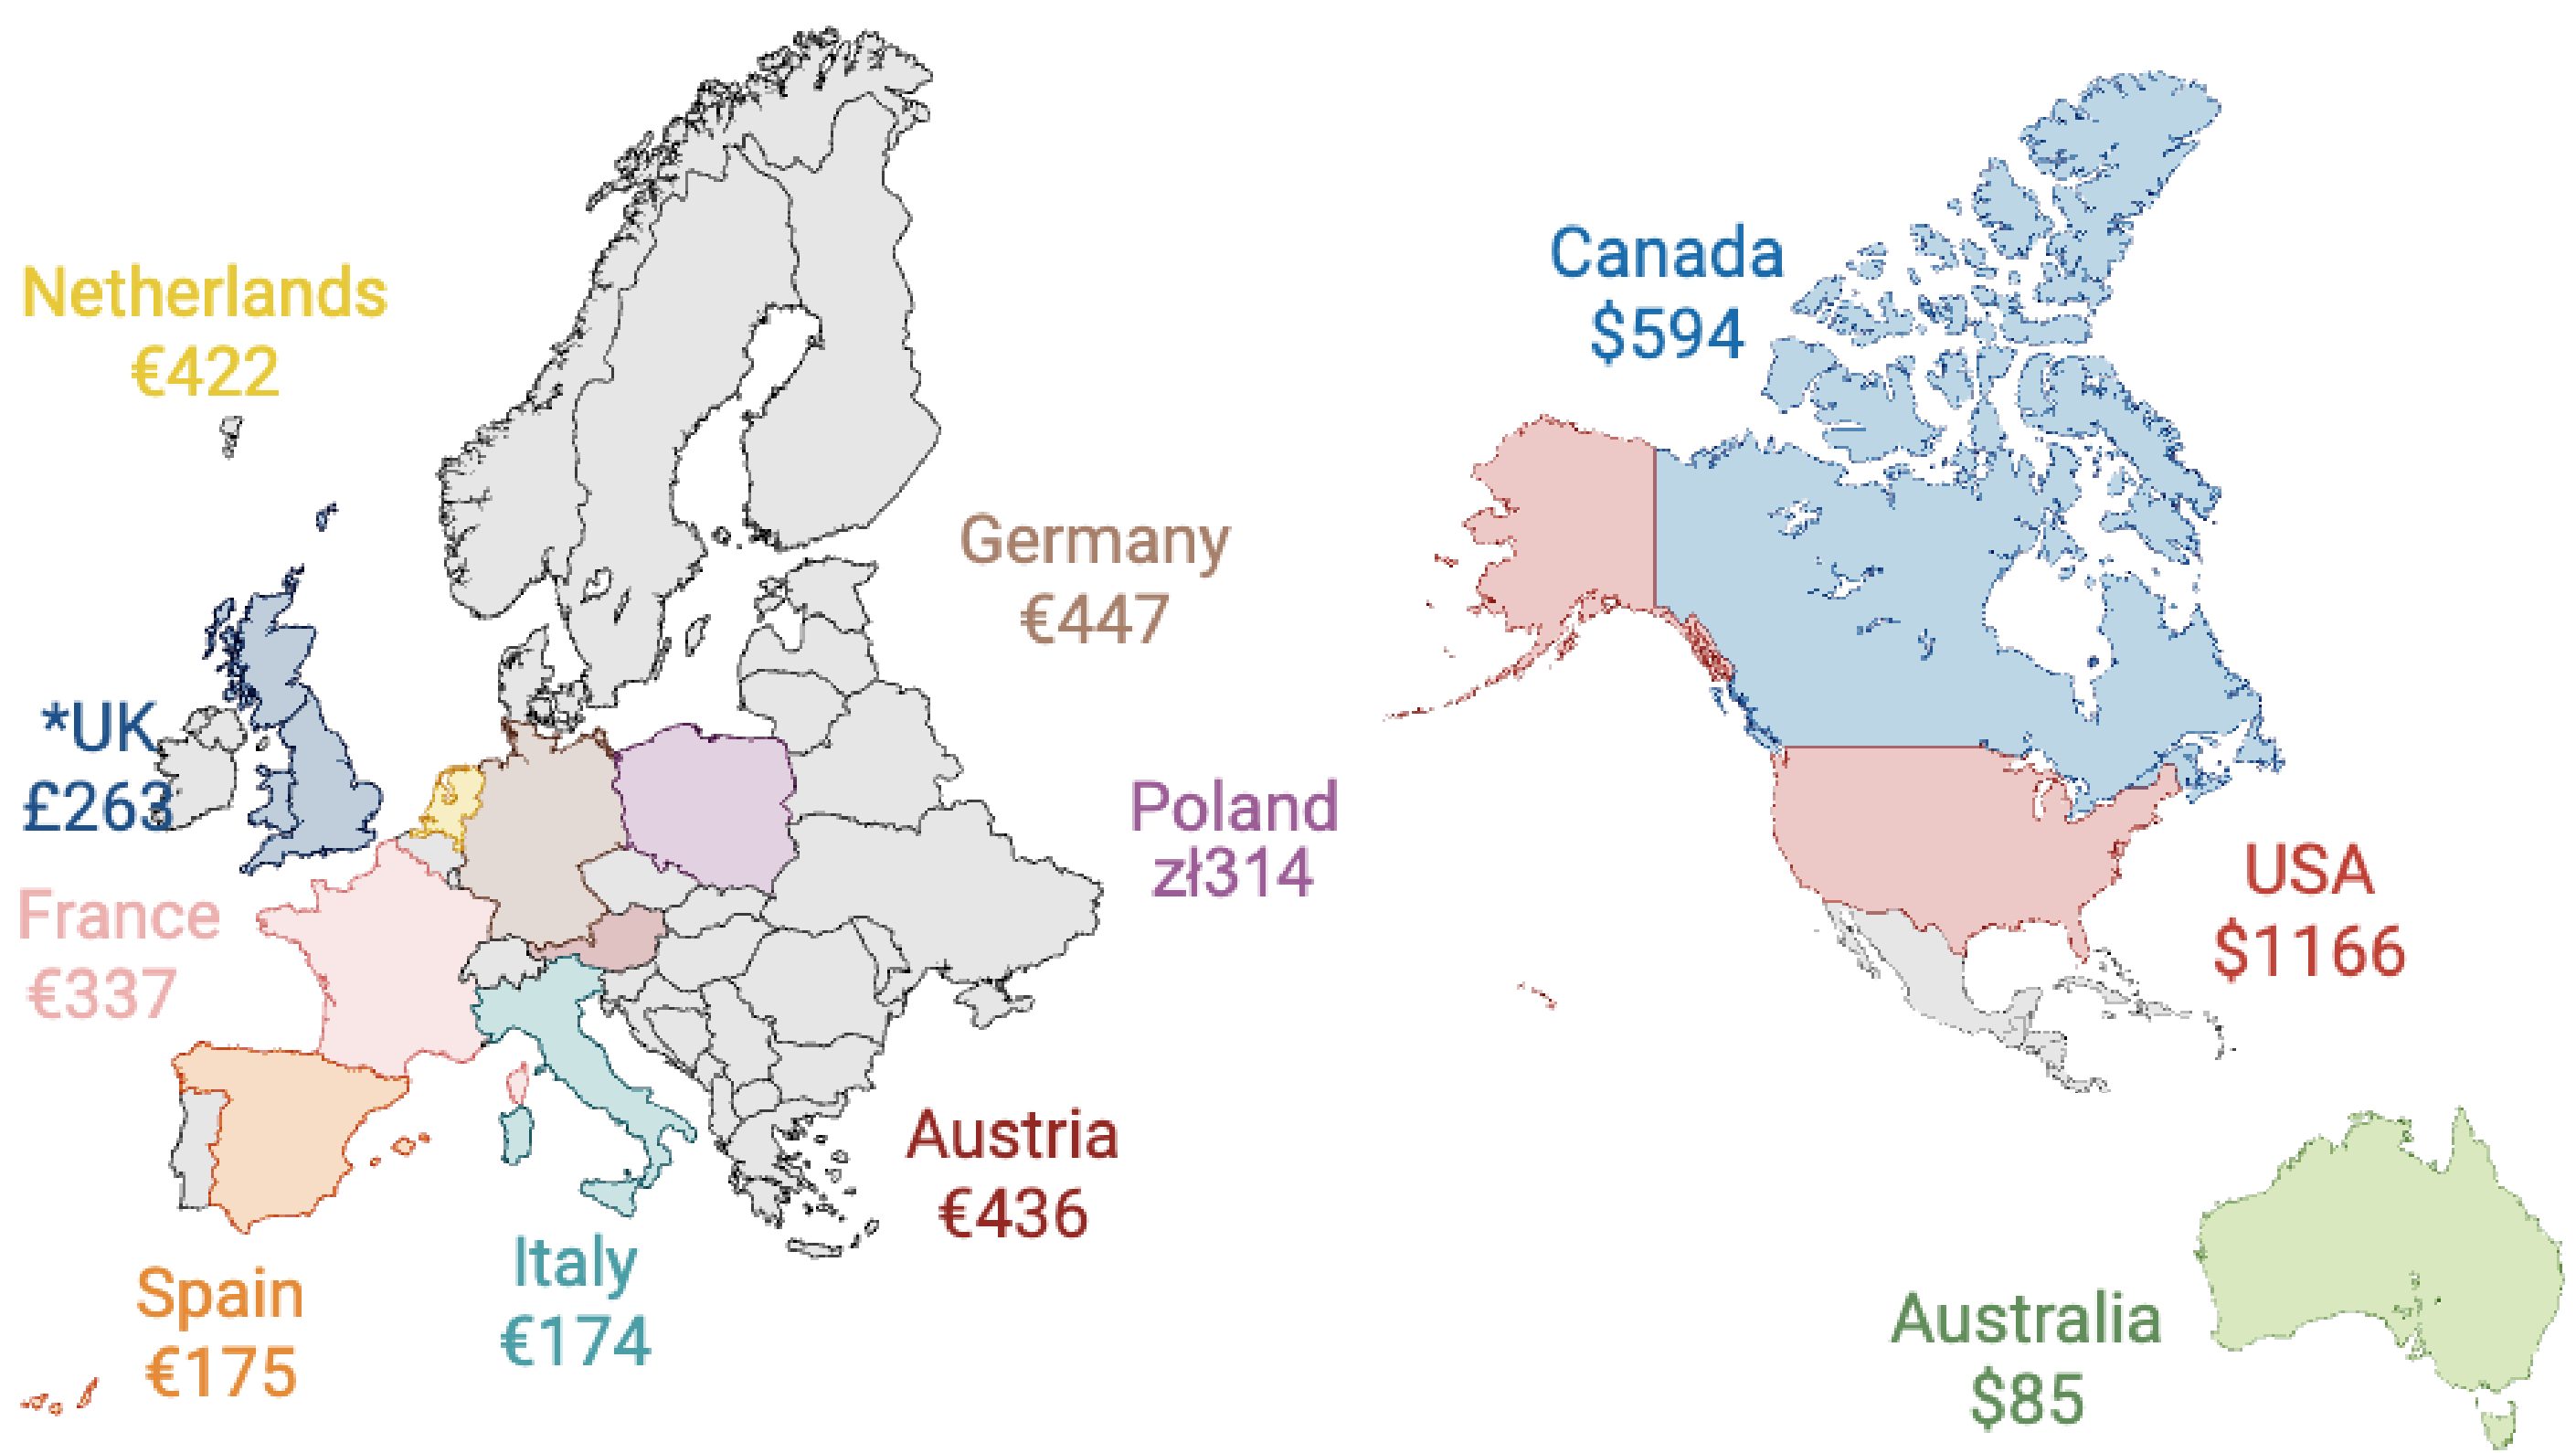 Netherlands
€422
Canada
$594
Germany
€447
*UK
£263
Poland
zł314
France
€337
USA
$1166
Austria
€436
Italy
€174
Spain
€175
Australia
$85